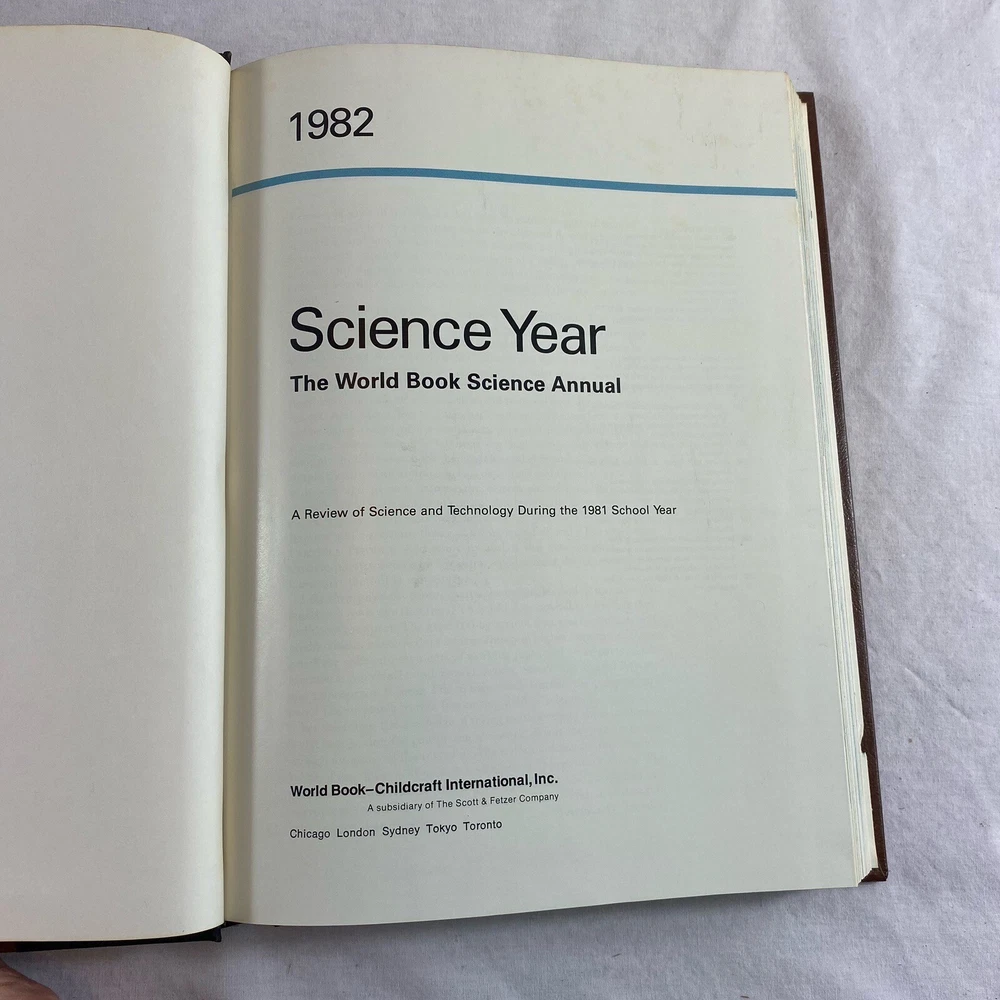 1982
Science Year
The World Book Science Annual
A Review of Science and Technology During the 1981 School Year
World Book–Childcraft International, Inc.
A subsidiary of The Scott & Fetzer Company
Chicago London Sydney Tokyo Toronto